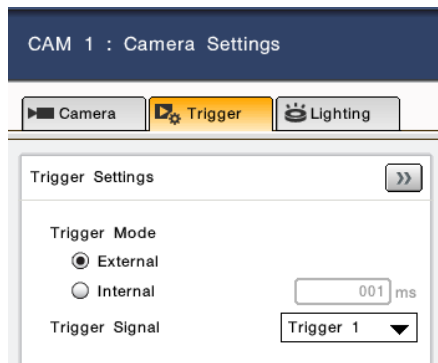 CAM 1 : Camera Settings
Camera Trigger Lighting
Trigger Settings
Trigger Mode
External
Internal 001 ms
Trigger Signal Trigger 1